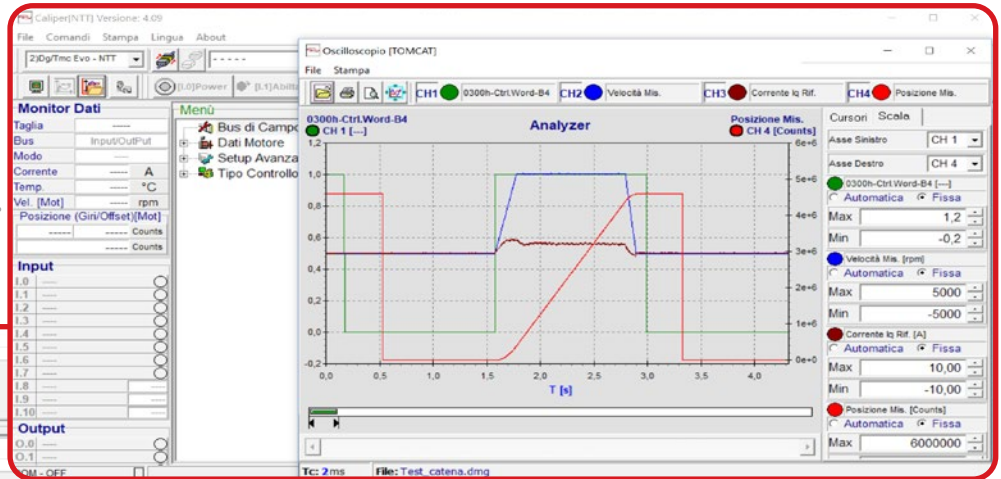 Caliper(NTT) Versione: 4.09
File Comandi Stampa Lingua About
2)Dg/Tmc Evo - NTT
- - - - -
[I.0]Power [I.1]Abilit
Monitor Dati
Taglia -----
Bus Input/OutPut
Modo ----
Corrente ----- A
Temp. ----- °C
Vel. [Mot] ----- rpm
Posizione (Giri/Offset)[Mot]
----- ----- Counts
----- Counts
Input
I.0 ----
I.1 ----
I.2 ----
I.3 ----
I.4 ----
I.5 ----
I.6 ----
I.7 ----
I.8 ----
I.9 ----
I.10 ----
Output
O.0 ----
O.1 ----
COM - OFF
Menù
Bus di Campo
Dati Motore
Setup Avanza
Tipo Controllo
Oscilloscopio [TOMCAT]
File Stampa
CH1 0300h-Ctrl.Word-B4 CH2 Velocità Mis. CH3 Corrente Iq Rif. CH4 Posizione Mis.
0300h-Ctrl.Word-B4
CH 1 [---]
Analyzer
Posizione Mis.
CH 4 [Counts]
1,2
1,0
0,8
0,6
0,4
0,2
0,0
-0,2
6e+6
5e+6
4e+6
3e+6
2e+6
1e+6
0e+0
0,0 0,5 1,0 1,5 2,0 2,5 3,0 3,5 4,0
T [s]
Tc: 2ms File: Test_catena.dmg
Cursori Scala
Asse Sinistro CH 1
Asse Destro CH 4
0300h-Ctrl.Word-B4 [---]
Automatica Fissa
Max 1,2
Min -0,2
Velocità Mis. [rpm]
Automatica Fissa
Max 5000
Min -5000
Corrente Iq Rif. [A]
Automatica Fissa
Max 10,00
Min -10,00
Posizione Mis. [Counts]
Automatica Fissa
Max 6000000